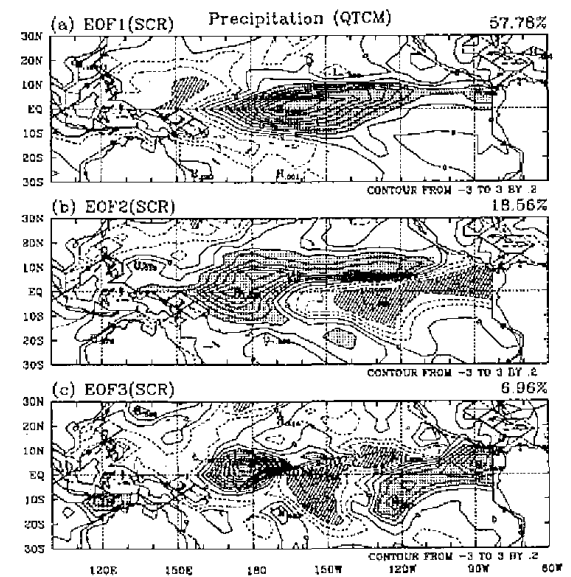 Precipitation (QTCM)
(a) EOF1(SCR) 57.78%
30N
20N
10N
EQ
10S
20S
30S
CONTOUR FROM -3 TO 3 BY .2
(b) EOF2(SCR) 18.56%
30N
20N
10N
EQ
10S
20S
30S
CONTOUR FROM -3 TO 3 BY .2
(c) EOF3(SCR) 6.96%
30N
20N
10N
EQ
10S
20S
30S
CONTOUR FROM -3 TO 3 BY .2
120E 150E 180 150W 120W 90W 60W